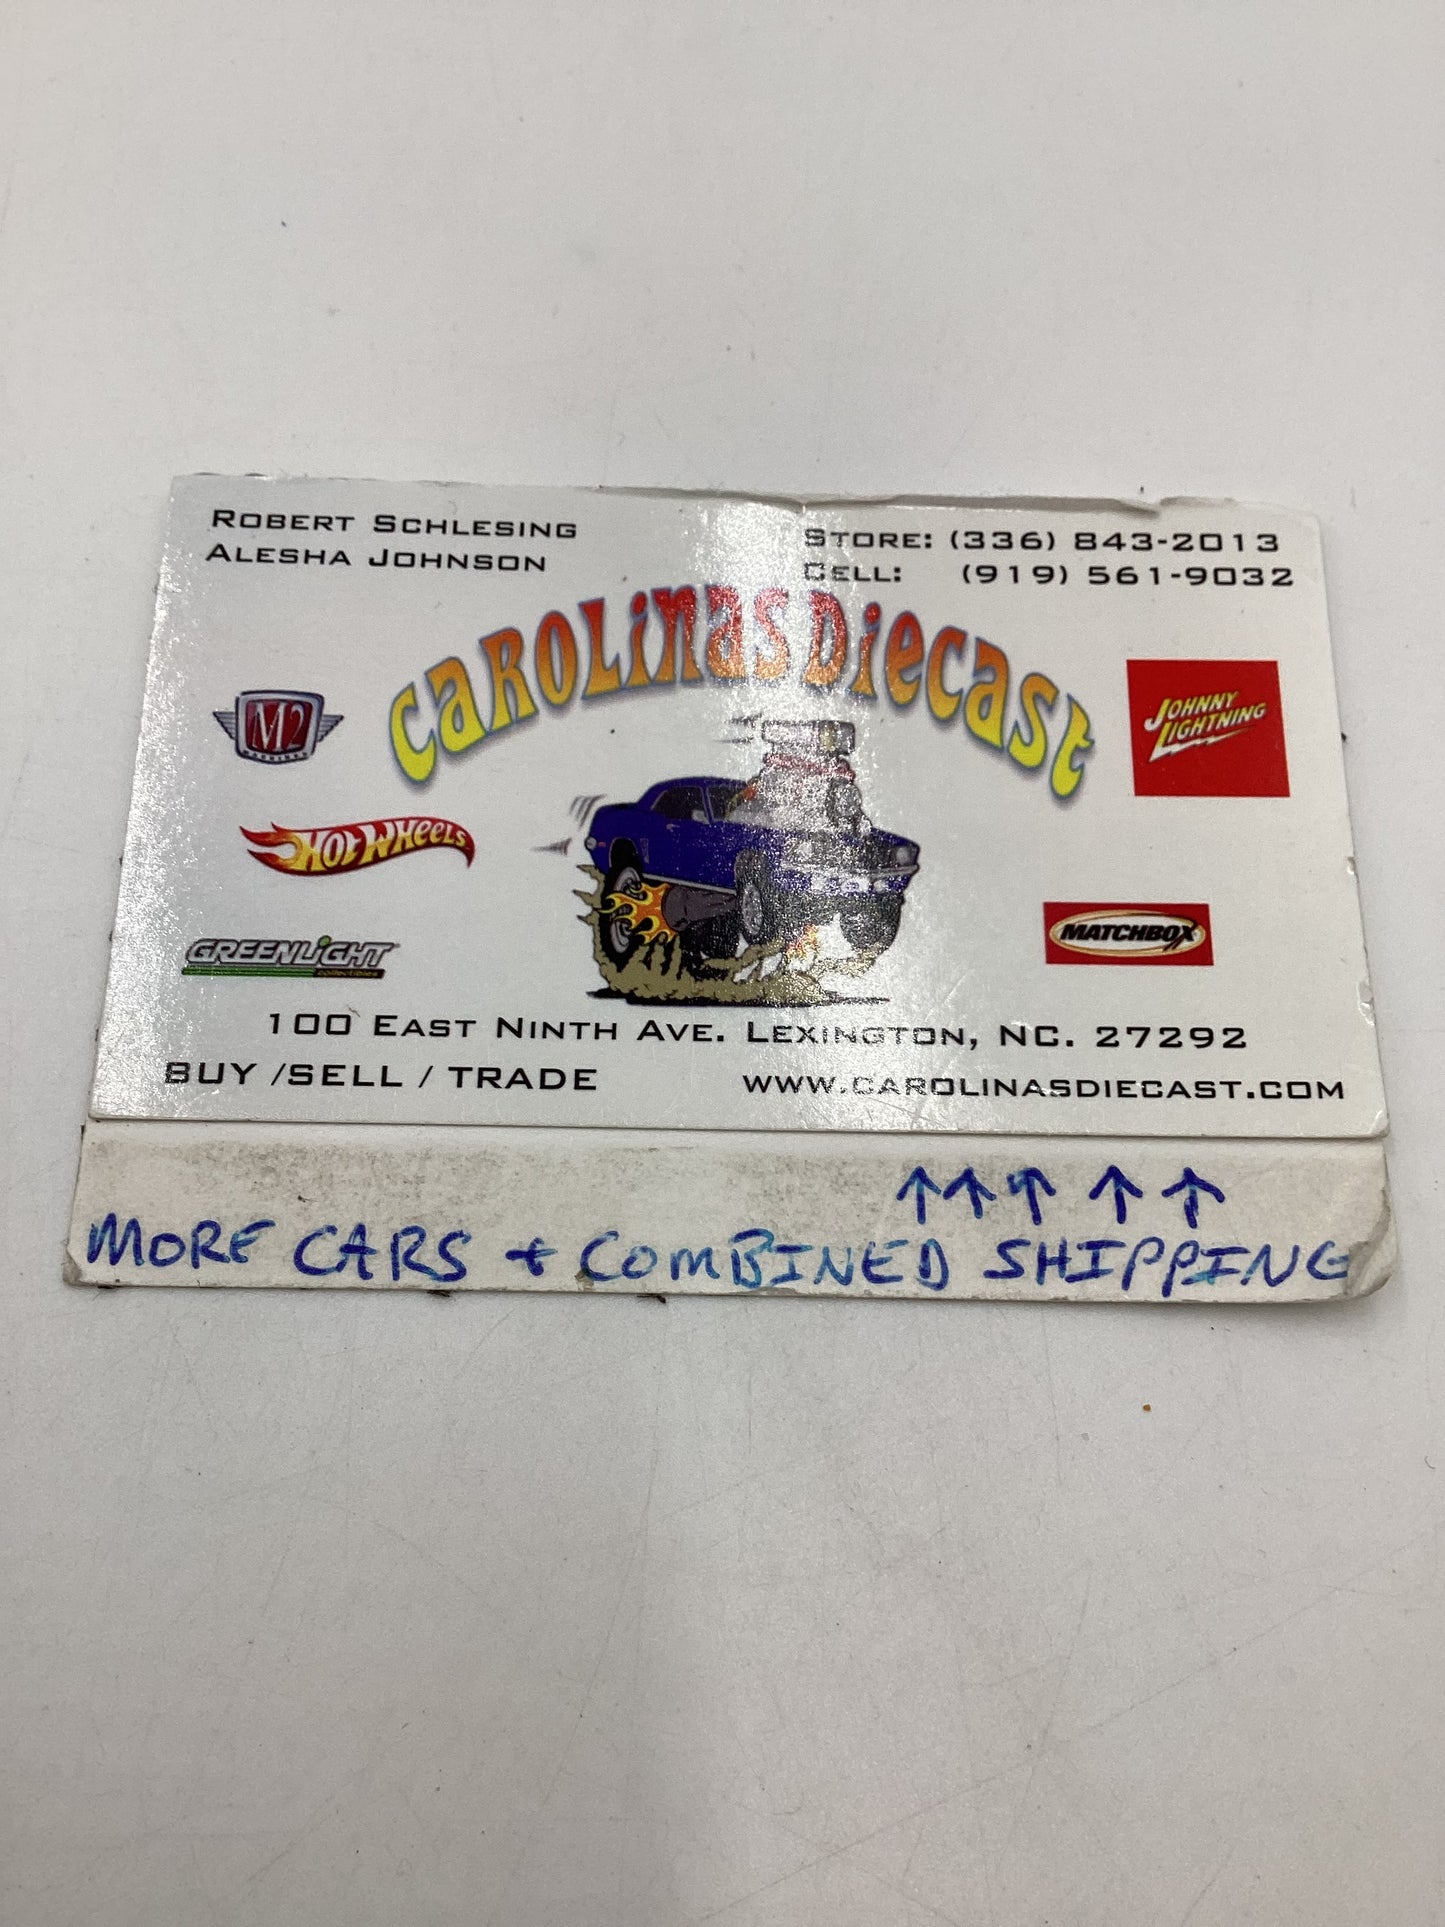 ROBERT SCHLESING
ALESHA JOHNSON
STORE: (336) 843-2013
CELL: (919) 561-9032
CAROLINAS DIECAST
M2
MACHINES
JOHNNY
LIGHTNING
HOT WHEELS
GREENLIGHT
collectibles
MATCHBOX
100 EAST NINTH AVE. LEXINGTON, NC. 27292
BUY /SELL / TRADE
WWW.CAROLINASDIECAST.COM
↑ ↑ ↑ ↑ ↑
MORE CARS + COMBINED SHIPPING